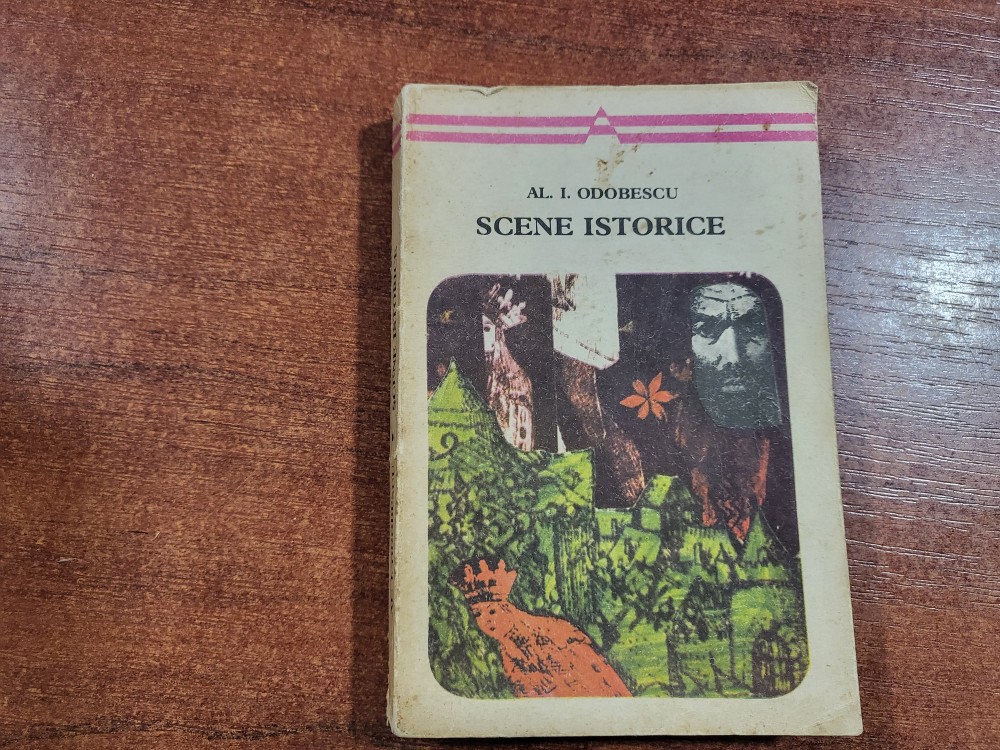 AL. I. ODOBESCU
SCENE ISTORICE